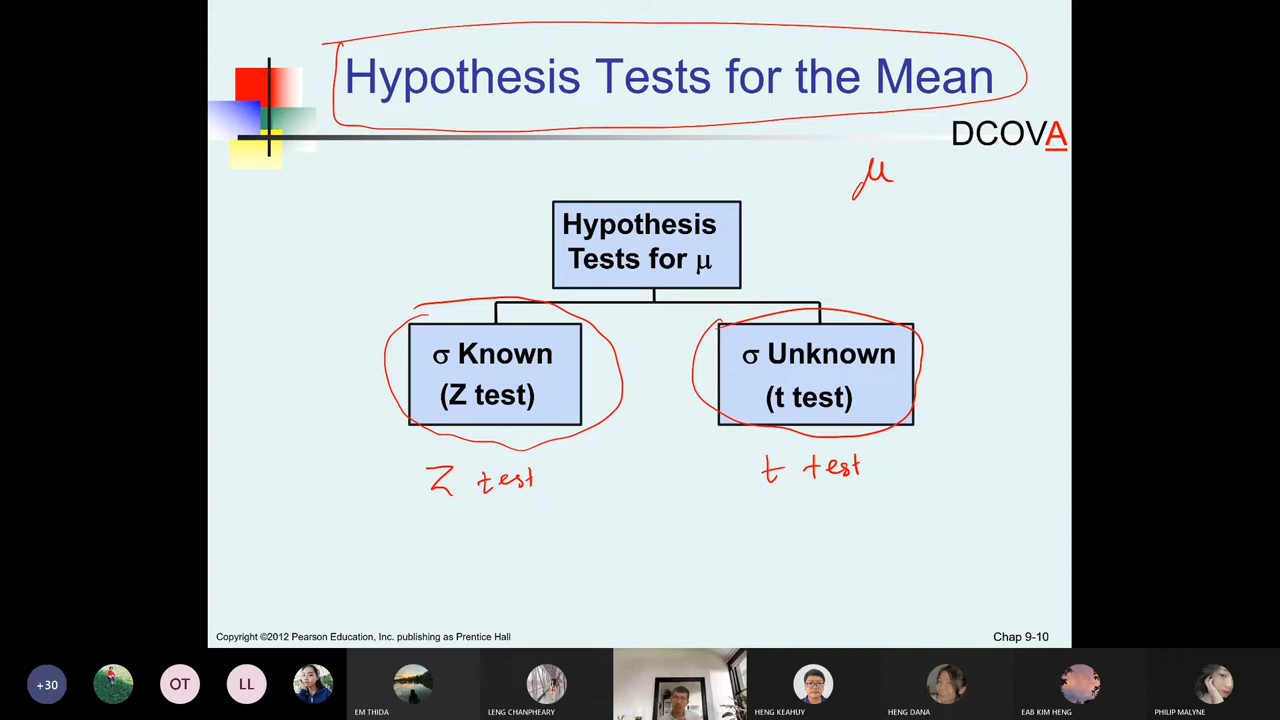 Hypothesis Tests for the Mean
DCOVA
μ
Hypothesis
Tests for μ
σ Known
(Z test)
σ Unknown
(t test)
Z test
t test
Copyright ©2012 Pearson Education, Inc. publishing as Prentice Hall
Chap 9-10
+30
OT
LL
EM THIDA
LENG CHANPHEARY
HENG KEAHUY
HENG DANA
EAB KIM HENG
PHILIP MALYNE